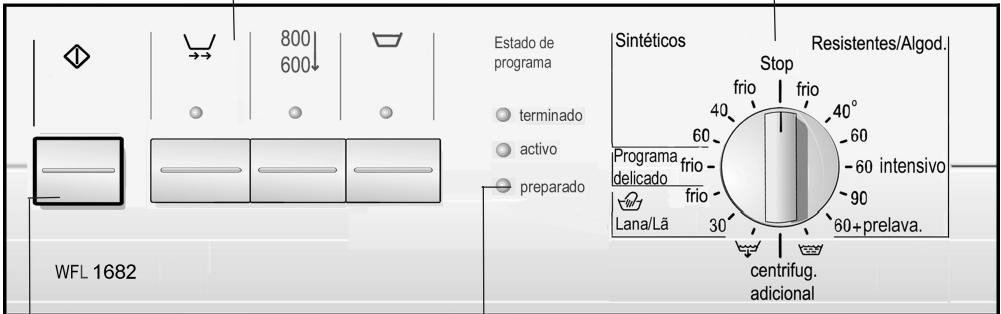 800
600
Estado de
programa
terminado
activo
preparado
Sintéticos
Resistentes/Algod.
Stop
frio
frio
40
40°
60
60
Programa
delicado
frio
60 intensivo
frio
90
Lana/Lã
30
60+prelava.
centrifug.
adicional
WFL 1682